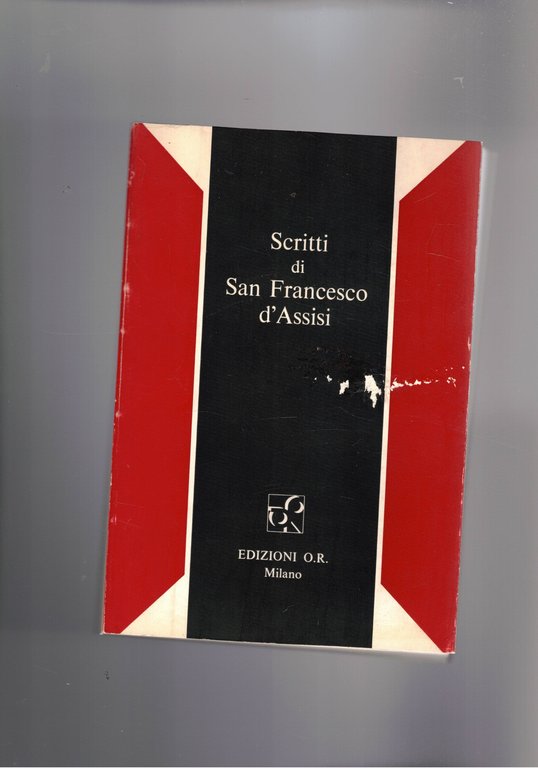 Scritti
di
San Francesco
d'Assisi
EDIZIONI O.R.
Milano